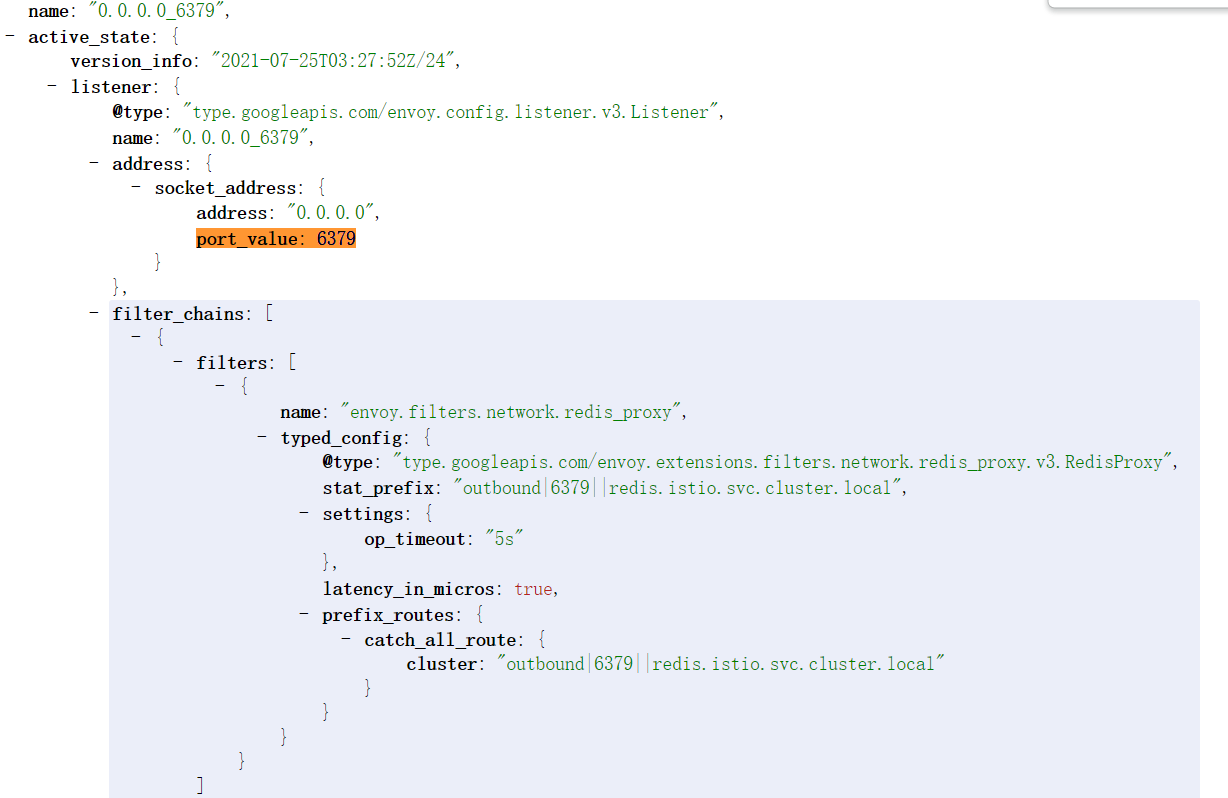 name: "0.0.0.0_6379",
- active_state: {
version_info: "2021-07-25T03:27:52Z/24",
- listener: {
@type: "type.googleapis.com/envoy.config.listener.v3.Listener",
name: "0.0.0.0_6379",
- address: {
- socket_address: {
address: "0.0.0.0",
port_value: 6379
}
},
- filter_chains: [
- {
- filters: [
- {
name: "envoy.filters.network.redis_proxy",
- typed_config: {
@type: "type.googleapis.com/envoy.extensions.filters.network.redis_proxy.v3.RedisProxy",
stat_prefix: "outbound|6379||redis.istio.svc.cluster.local",
- settings: {
op_timeout: "5s"
},
latency_in_micros: true,
- prefix_routes: {
- catch_all_route: {
cluster: "outbound|6379||redis.istio.svc.cluster.local"
}
}
}
}
]